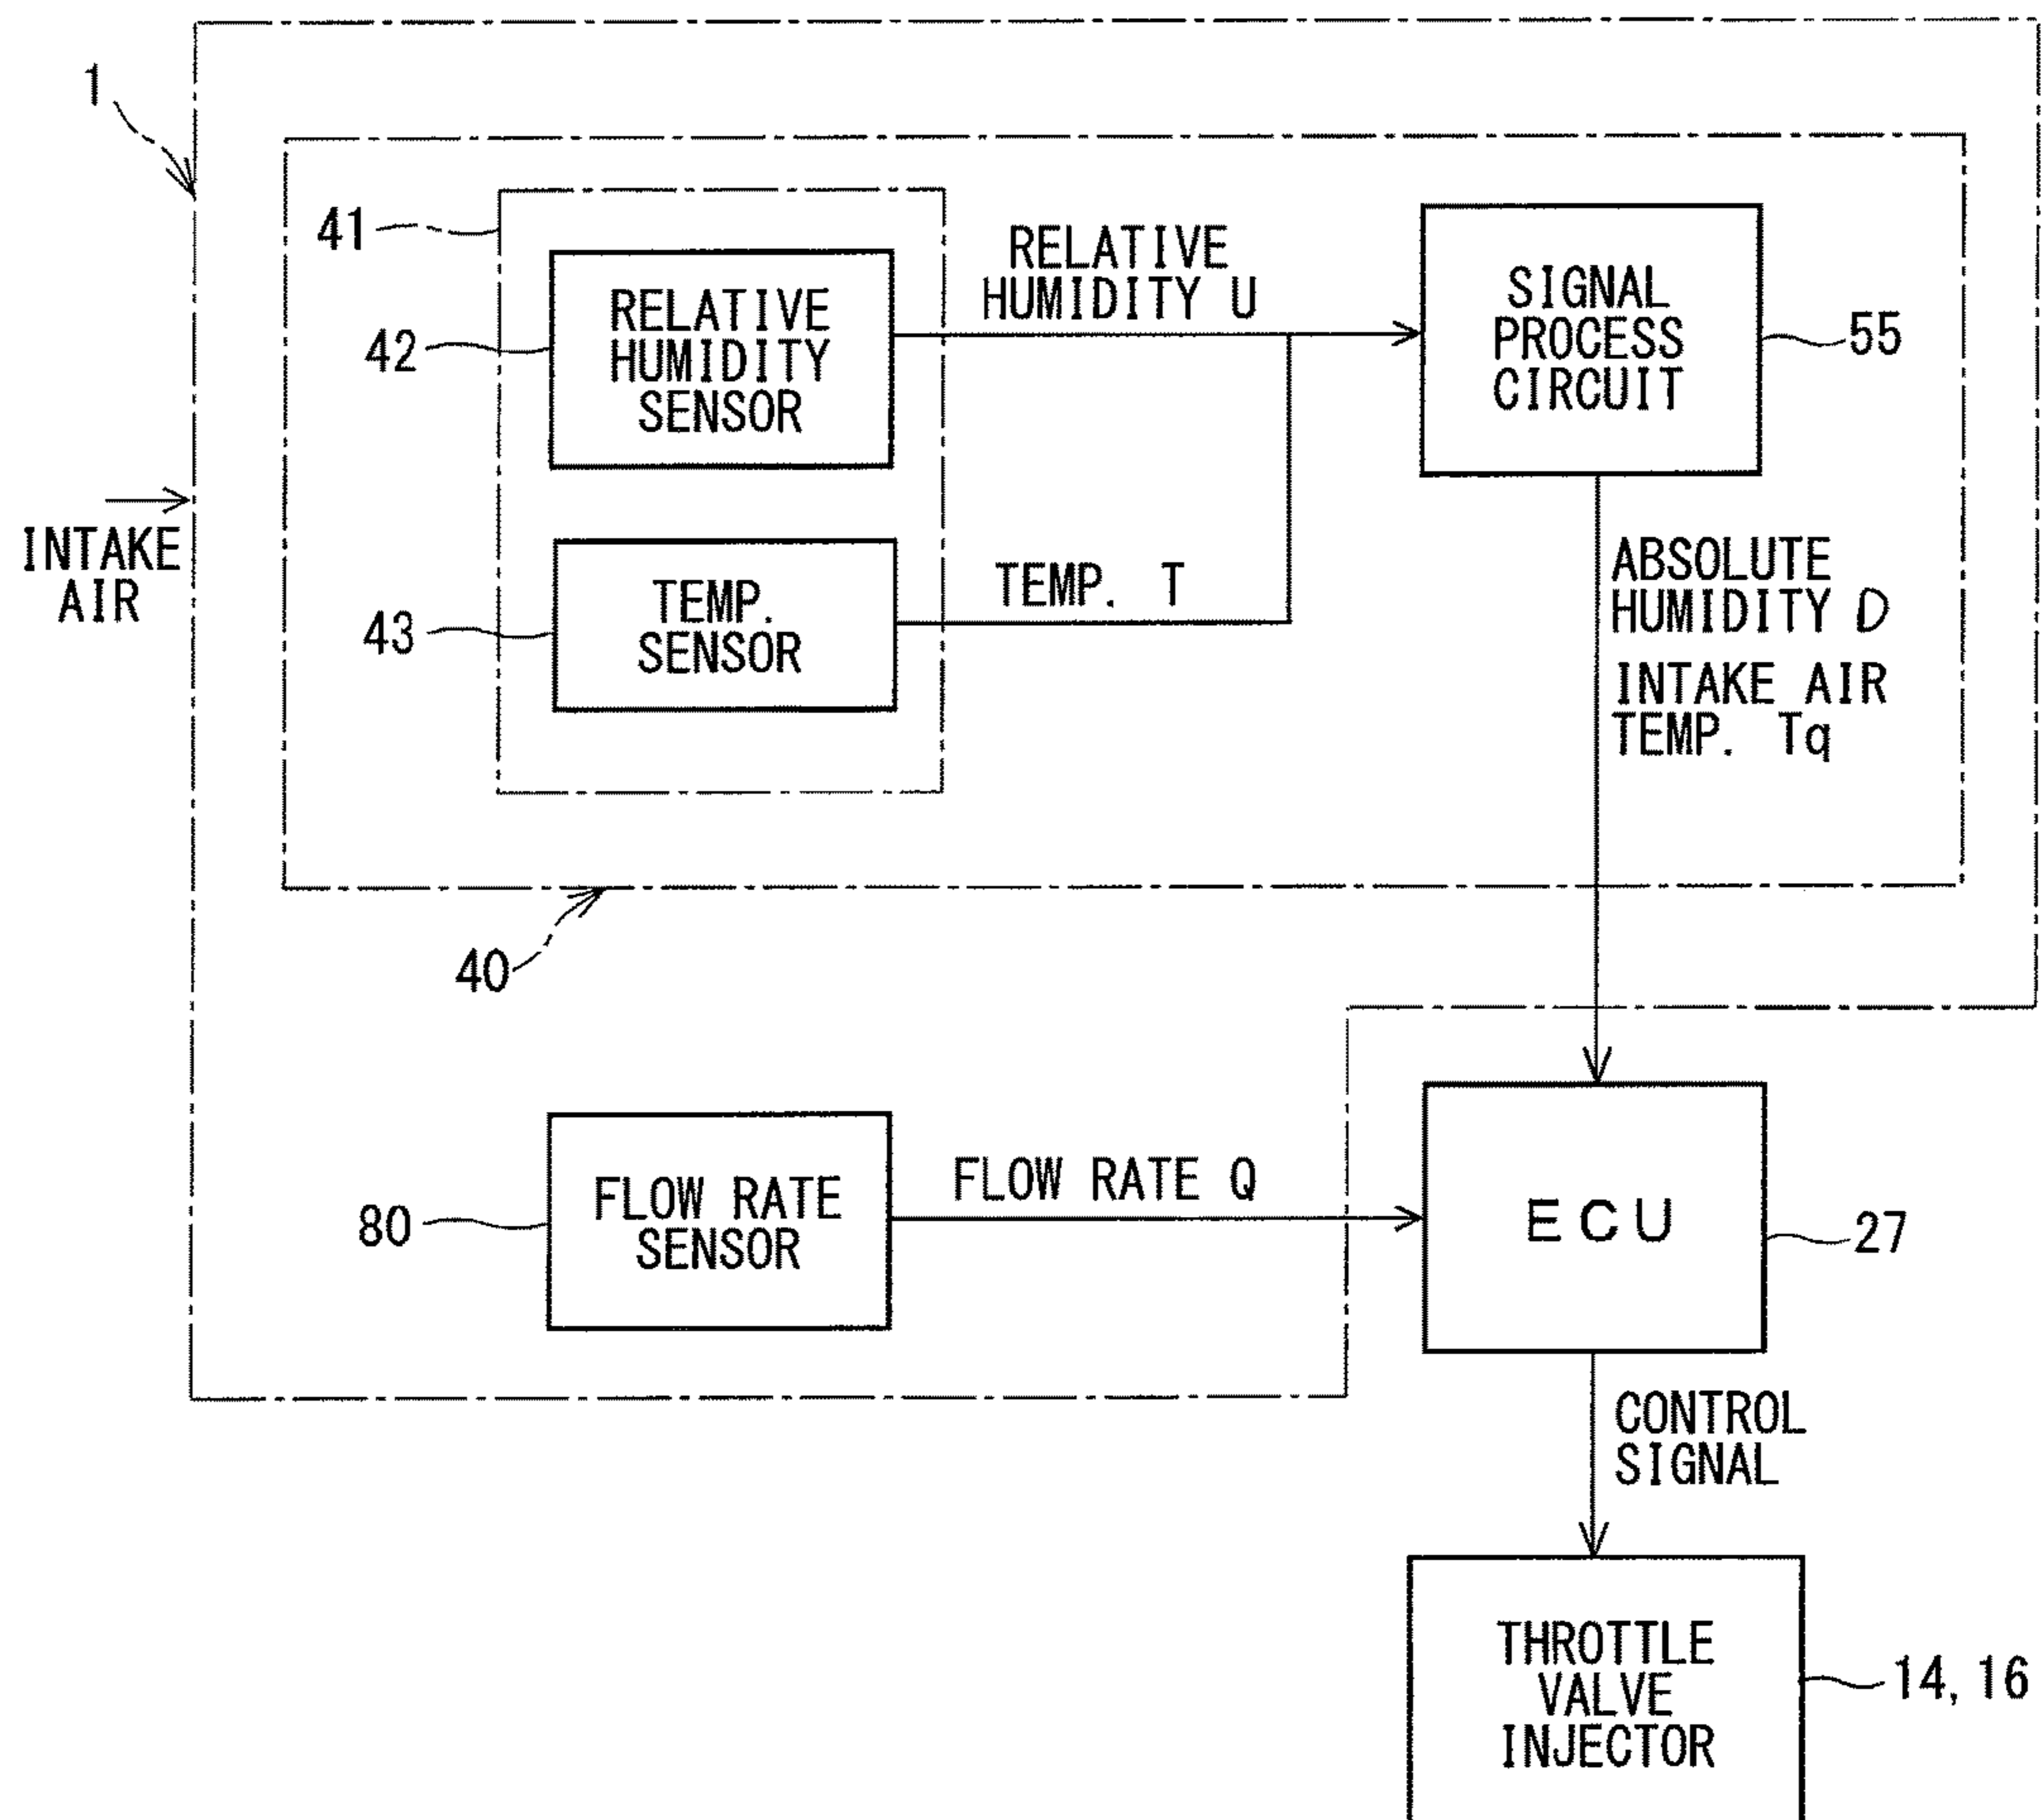 1
41
RELATIVE
HUMIDITY U
SIGNAL
PROCESS
CIRCUIT
55
42
RELATIVE
HUMIDITY
SENSOR
INTAKE
AIR
43
TEMP.
SENSOR
TEMP. T
ABSOLUTE
HUMIDITY D
INTAKE AIR
TEMP. Tq
40
80
FLOW RATE
SENSOR
FLOW RATE Q
ECU
27
CONTROL
SIGNAL
THROTTLE
VALVE
INJECTOR
14, 16